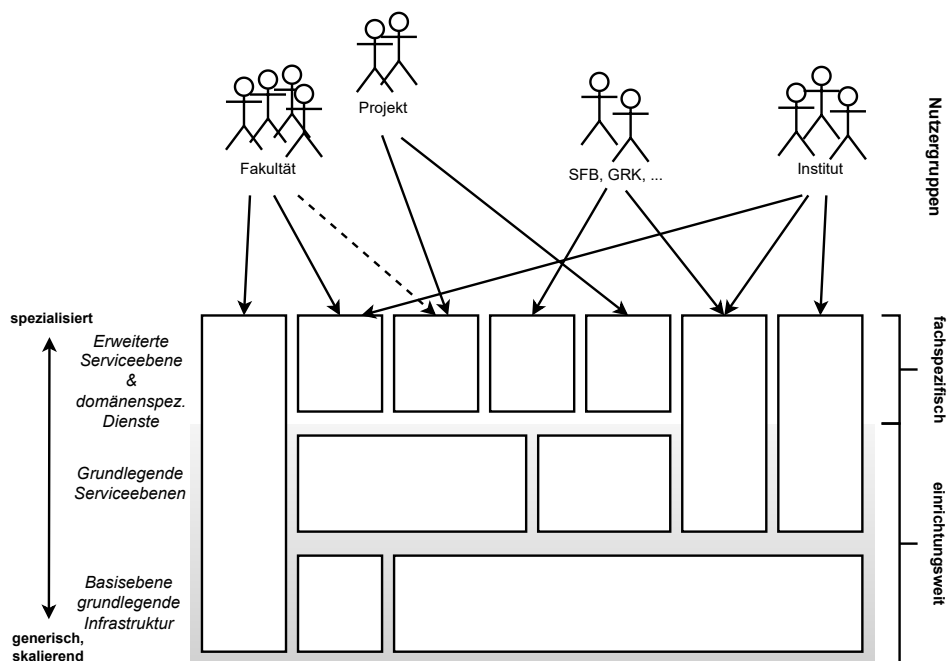 Projekt
Fakultät
SFB, GRK, ...
Institut
Nutzergruppen
spezialisiert
Erweiterte
Serviceebene
&
domänenspez.
Dienste
fachspezifisch
Grundlegende
Serviceebenen
einrichtungsweit
Basisebene
grundlegende
Infrastruktur
generisch,
skalierend